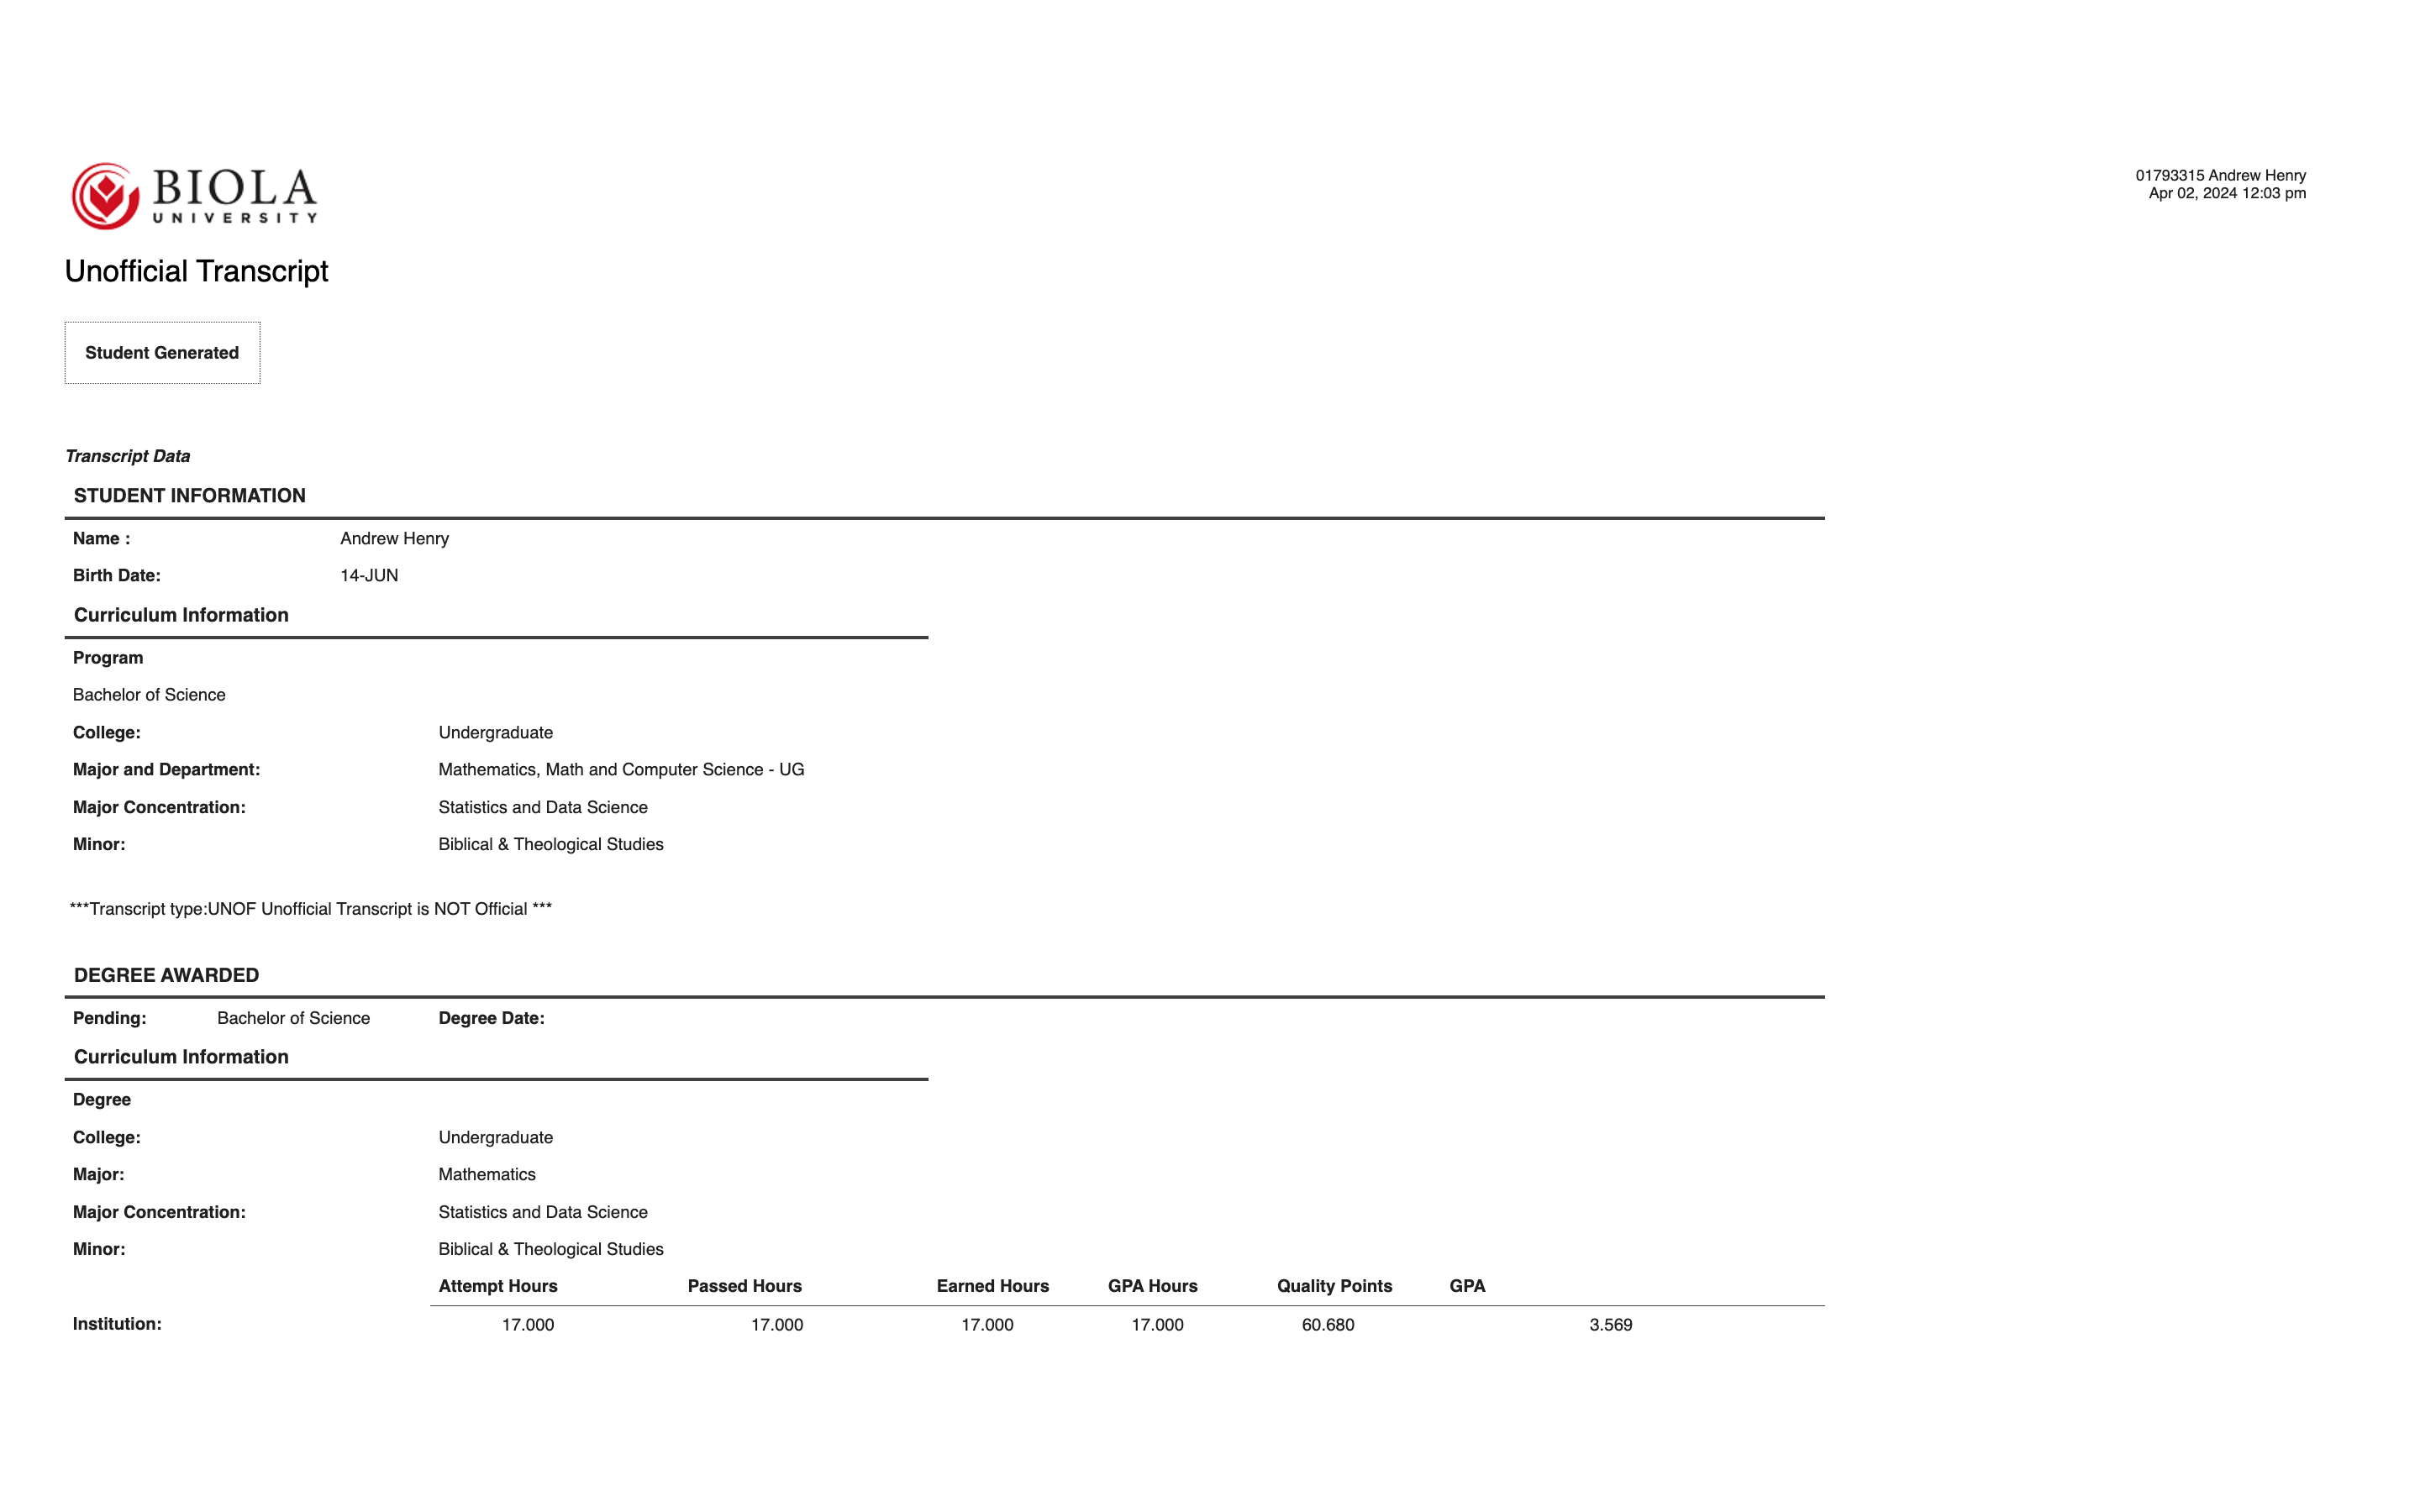 BIOLA
UNIVERSITY
01793315 Andrew Henry
Apr 02, 2024 12:03 pm
Unofficial Transcript
Student Generated
Transcript Data
STUDENT INFORMATION
Name : Andrew Henry
Birth Date: 14-JUN
Curriculum Information
Program
Bachelor of Science
College: Undergraduate
Major and Department: Mathematics, Math and Computer Science - UG
Major Concentration: Statistics and Data Science
Minor: Biblical & Theological Studies
***Transcript type:UNOF Unofficial Transcript is NOT Official ***
DEGREE AWARDED
Pending: Bachelor of Science Degree Date:
Curriculum Information
Degree
College: Undergraduate
Major: Mathematics
Major Concentration: Statistics and Data Science
Minor: Biblical & Theological Studies
Attempt Hours Passed Hours Earned Hours GPA Hours Quality Points GPA
Institution: 17.000 17.000 17.000 17.000 60.680 3.569